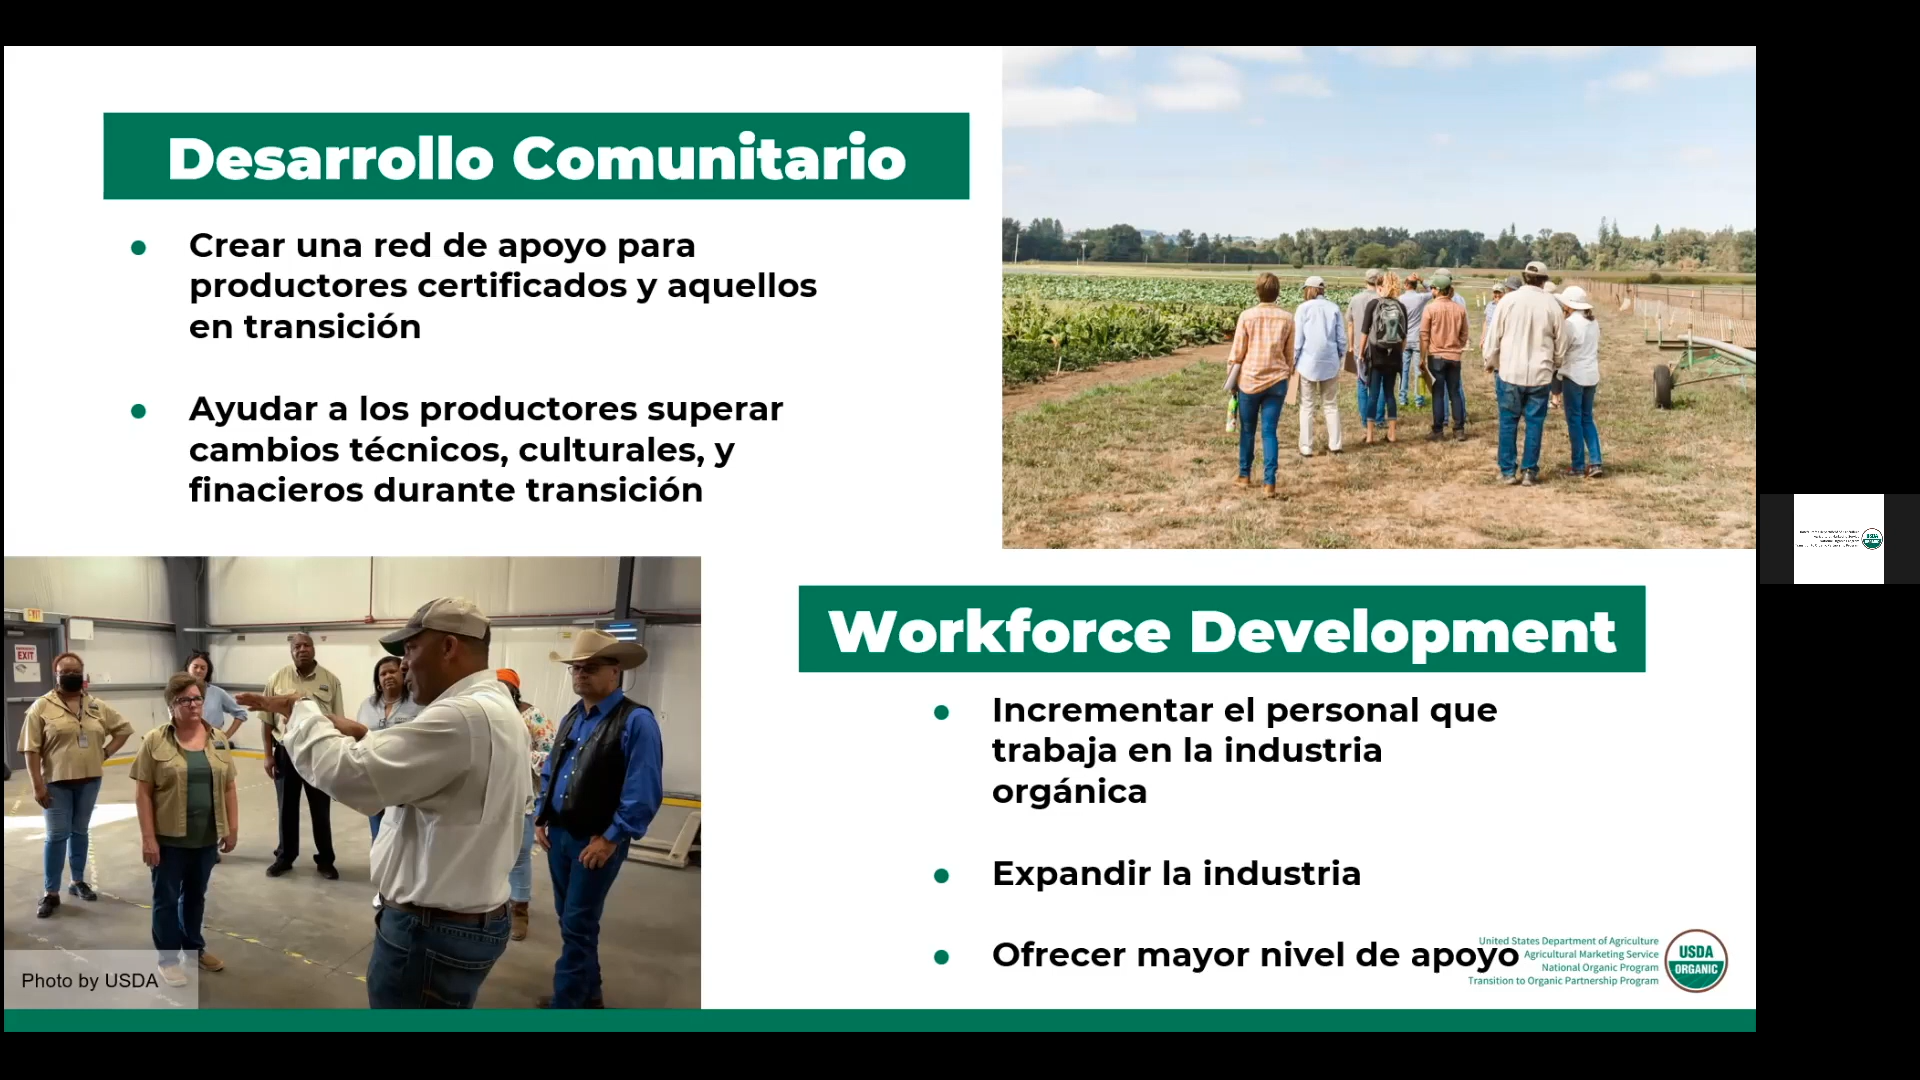 Desarrollo Comunitario
Crear una red de apoyo para
productores certificados y aquellos
en transición
Ayudar a los productores superar
cambios técnicos, culturales, y
finacieros durante transición
EXIT
EXIT
Photo by USDA
Workforce Development
Incrementar el personal que
trabaja en la industria
orgánica
Expandir la industria
Ofrecer mayor nivel de apoyo
United States Department of Agriculture
Agricultural Marketing Service
National Organic Program
Transition to Organic Partnership Program
USDA
ORGANIC